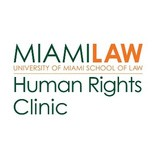 MIAMILAW
UNIVERSITY OF MIAMI SCHOOL OF LAW
Human Rights
Clinic